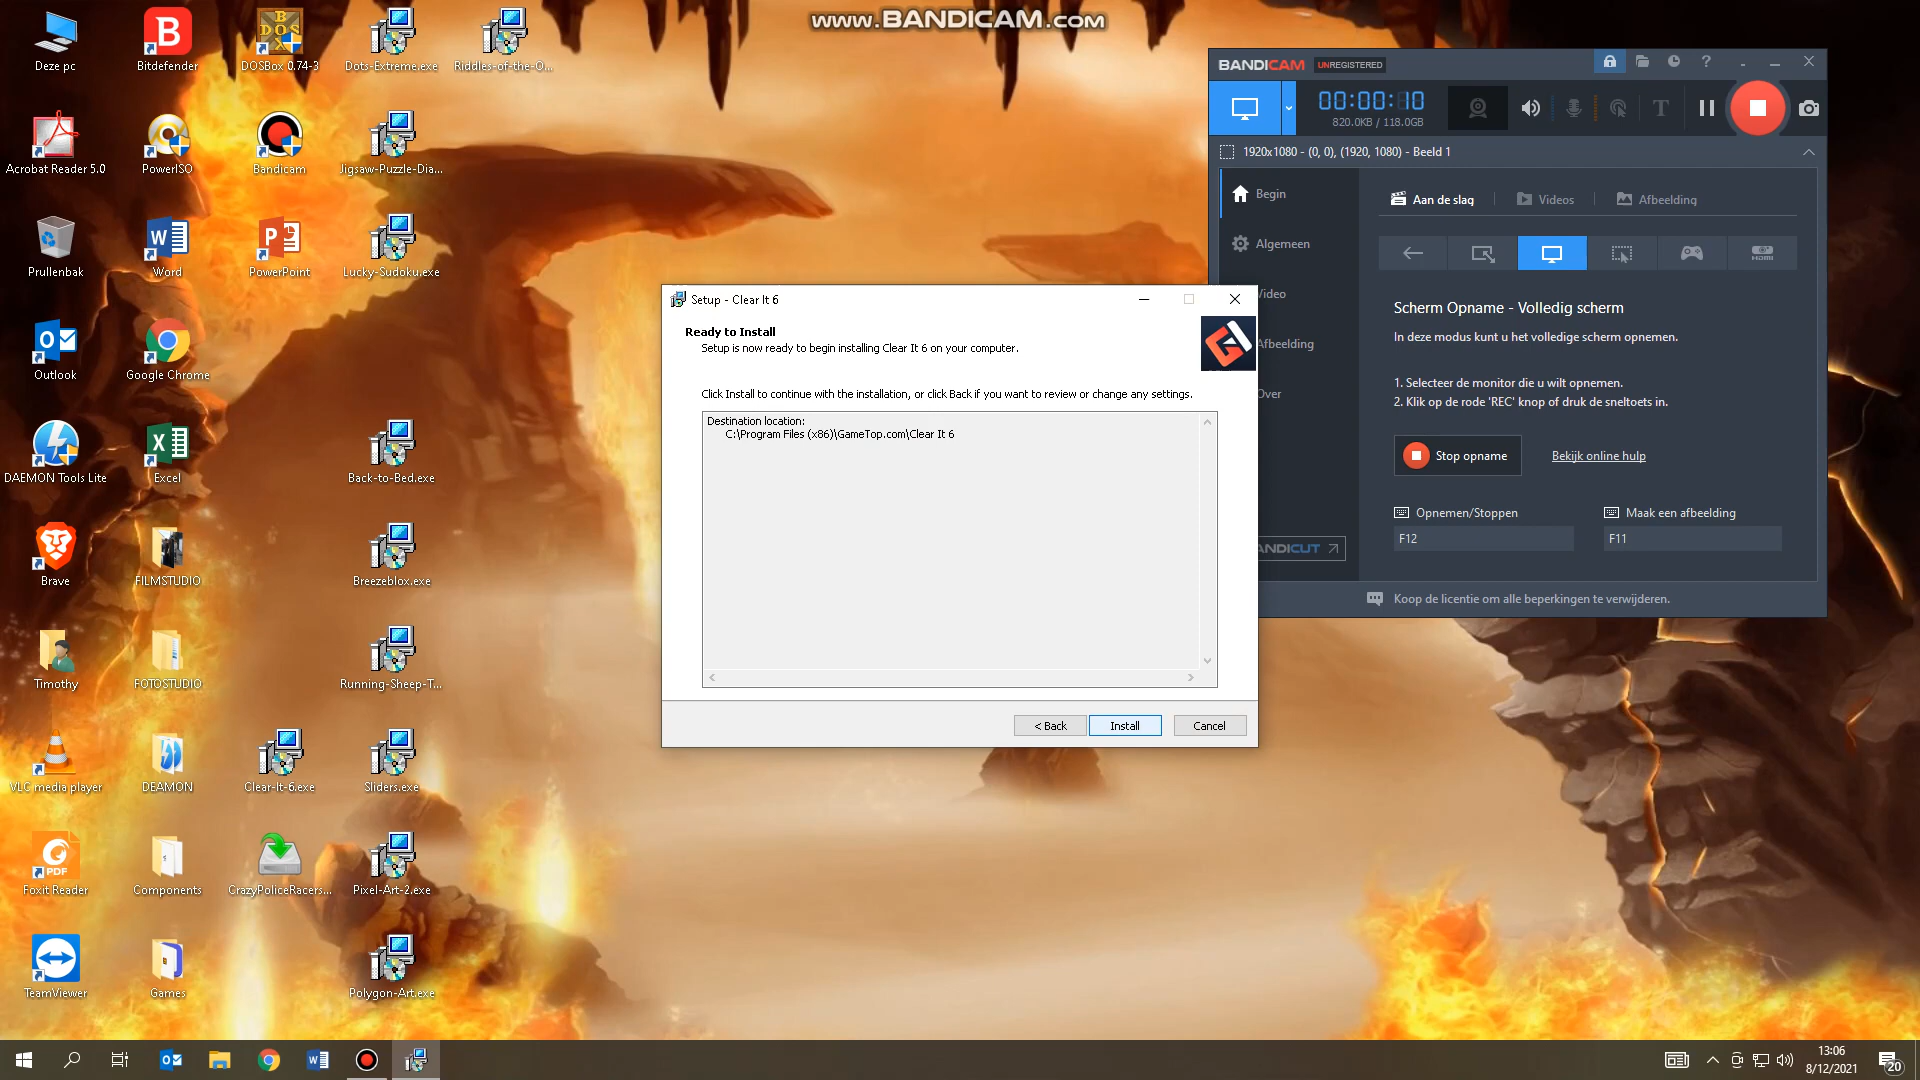 www.BANDICAM.com
Deze pc
Bitdefender
DOSBox 0.74-3
Dots-Extreme.exe
Riddles-of-the-O...
Acrobat Reader 5.0
PowerISO
Bandicam
Jigsaw-Puzzle-Dia...
Prullenbak
Word
PowerPoint
Lucky-Sudoku.exe
Outlook
Google Chrome
DAEMON Tools Lite
Excel
Back-to-Bed.exe
Brave
FILMSTUDIO
Breezeblox.exe
Timothy
FOTOSTUDIO
Running-Sheep-T...
VLC media player
DEAMON
Clear-It-6.exe
Sliders.exe
Foxit Reader
Components
CrazyPoliceRacers...
Pixel-Art-2.exe
TeamViewer
Games
Polygon-Art.exe
BANDICAM UNREGISTERED
00:00:10
820.0KB / 118.0GB
1920x1080 - (0, 0), (1920, 1080) - Beeld 1
Begin
Algemeen
Video
Afbeelding
Over
ANDICUT
Aan de slag
Videos
Afbeelding
HDMI
Scherm Opname - Volledig scherm
In deze modus kunt u het volledige scherm opnemen.
1. Selecteer de monitor die u wilt opnemen.
2. Klik op de rode 'REC' knop of druk de sneltoets in.
Stop opname
Bekijk online hulp
Opnemen/Stoppen
Maak een afbeelding
F12
F11
Koop de licentie om alle beperkingen te verwijderen.
Setup - Clear It 6
Ready to Install
Setup is now ready to begin installing Clear It 6 on your computer.
Click Install to continue with the installation, or click Back if you want to review or change any settings.
Destination location:
C:\Program Files (x86)\GameTop.com\Clear It 6
< Back
Install
Cancel
13:06
8/12/2021
20